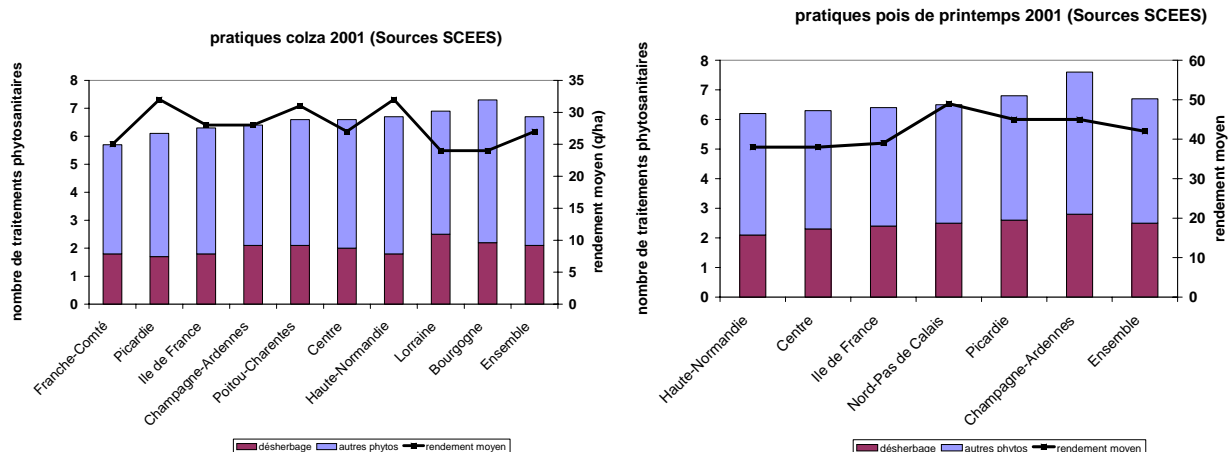 pratiques colza 2001 (Sources SCEES)
nombre de traitements phytosanitaires
8
7
6
5
4
3
2
1
0
35
30
25
20
15
10
5
0
rendement moyen (q/ha)
Franche-Comté
Picardie
Ile de France
Champagne-Ardennes
Poitou-Charentes
Centre
Haute-Normandie
Lorraine
Bourgogne
Ensemble
désherbage autres phytos rendement moyen
pratiques pois de printemps 2001 (Sources SCEES)
nombre de traitements phytosanitaires
8
7
6
5
4
3
2
1
0
60
50
40
30
20
10
0
rendement moyen
Haute-Normandie
Centre
Ile de France
Nord-Pas de Calais
Picardie
Champagne-Ardennes
Ensemble
désherbage autres phytos rendement moyen